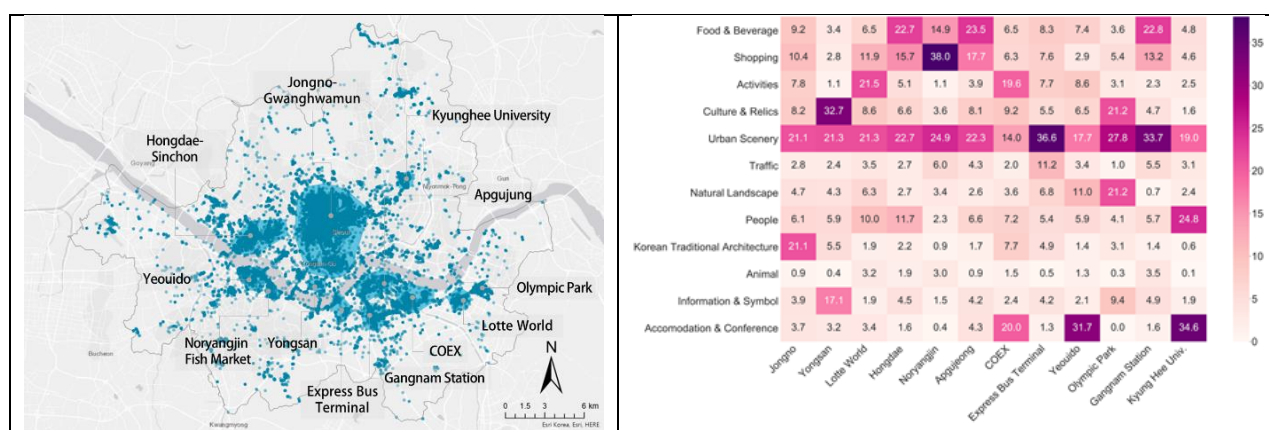 Jongno-
Gwanghwamun
Kyunghee University
Hongdae-
Sinchon
Goyang
Guri
Apgujung
Yeouido
Olympic Park
Lotte World
Noryangjin
Fish Market
Yongsan
COEX
N
Gangnam Station
Bucheon
Express Bus
Terminal
0 1.5 3 6 km
Esri Korea, Esri, HERE
Kwangmyong
Food & Beverage 9.2 3.4 6.5 22.7 14.9 23.5 6.5 8.3 7.4 3.6 22.8 4.8
Shopping 10.4 2.8 11.9 15.7 38.0 17.7 6.3 7.6 2.9 5.4 13.2 4.6
Activities 7.8 1.1 21.5 5.1 1.1 3.9 19.6 7.7 8.6 3.1 2.3 2.5
Culture & Relics 8.2 32.7 8.6 6.6 3.6 8.1 9.2 5.5 6.5 21.2 4.7 1.6
Urban Scenery 21.1 21.3 21.3 22.7 24.9 22.3 14.0 36.6 17.7 27.8 33.7 19.0
Traffic 2.8 2.4 3.5 2.7 6.0 4.3 2.0 11.2 3.4 1.0 5.5 3.1
Natural Landscape 4.7 4.3 6.3 2.7 3.4 2.6 3.6 6.8 11.0 21.2 0.7 2.4
People 6.1 5.9 10.0 11.7 2.3 6.6 7.2 5.4 5.9 4.1 5.7 24.8
Korean Traditional Architecture 21.1 5.5 1.9 2.2 0.9 1.7 7.7 4.9 1.4 3.1 1.4 0.6
Animal 0.9 0.4 3.2 1.9 3.0 0.9 1.5 0.5 1.3 0.3 3.5 0.1
Information & Symbol 3.9 17.1 1.9 4.5 1.5 4.2 2.4 4.2 2.1 9.4 4.9 1.9
Accomodation & Conference 3.7 3.2 3.4 1.6 0.4 4.3 20.0 1.3 31.7 0.0 1.6 34.6
Jongno Yongsan Lotte World Hongdae Noryangjin Apgujeong COEX Express Bus Terminal Yeouido Olympic Park Gangnam Station Kyung Hee Univ.
35
30
25
20
15
10
5
0